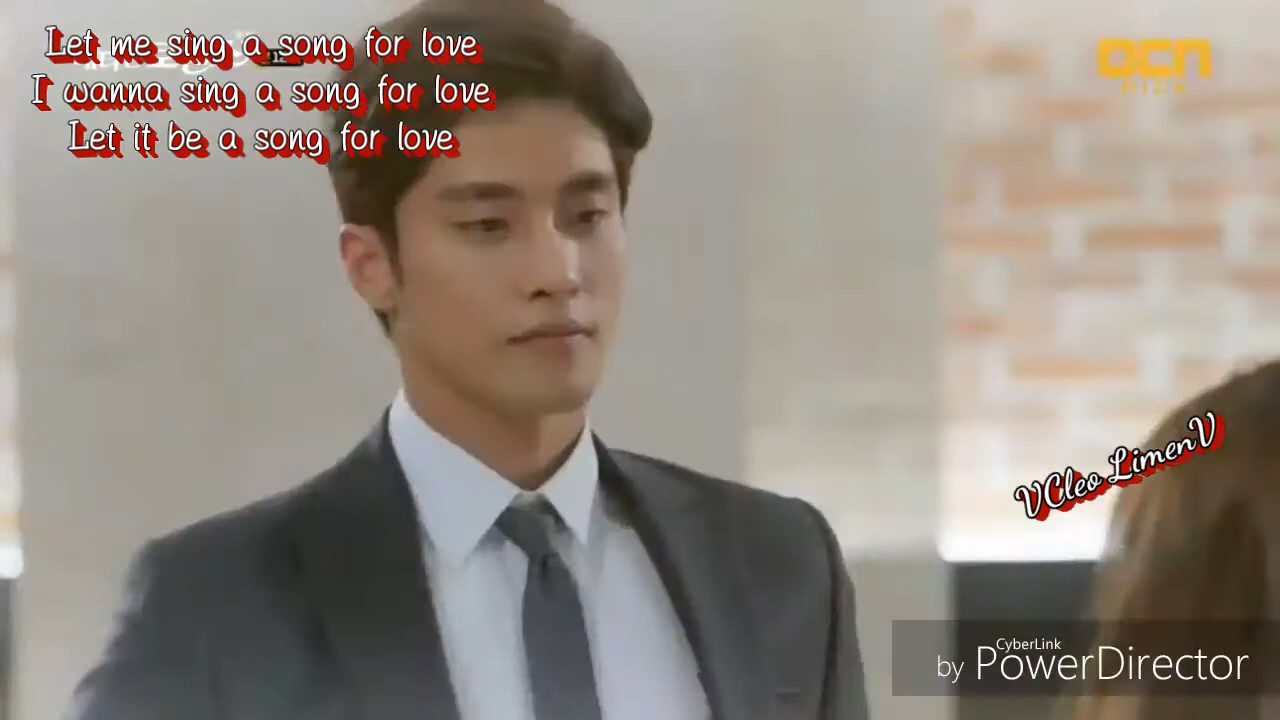 Let me sing a song for love
I wanna sing a song for love
Let it be a song for love
OCN
VCleo LimenV
CyberLink
by PowerDirector